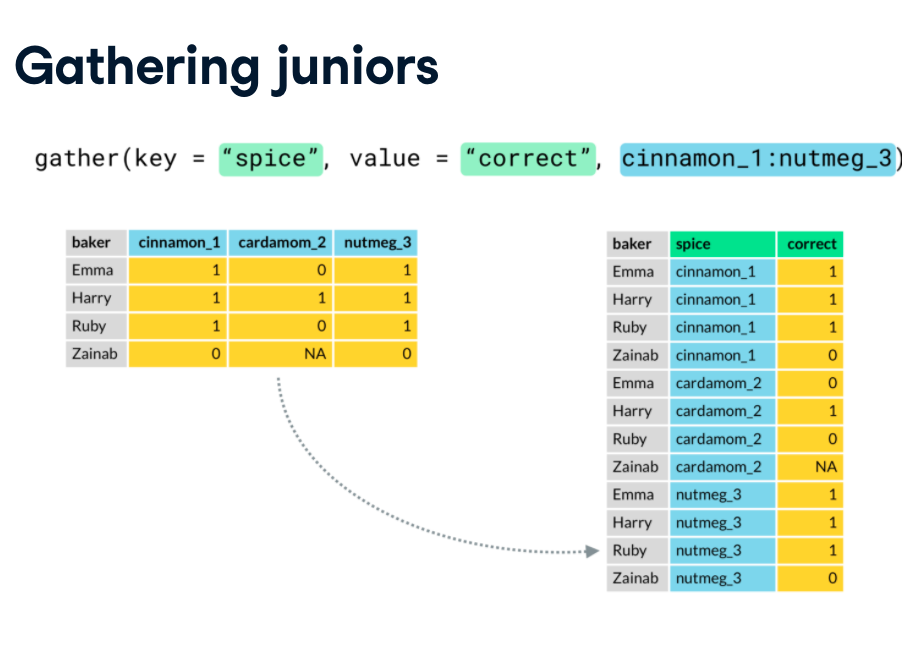 Gathering juniors
gather(key = “spice”, value = “correct”, cinnamon_1:nutmeg_3)
baker cinnamon_1 cardamom_2 nutmeg_3
Emma 1 0 1
Harry 1 1 1
Ruby 1 0 1
Zainab 0 NA 0
baker spice correct
Emma cinnamon_1 1
Harry cinnamon_1 1
Ruby cinnamon_1 1
Zainab cinnamon_1 0
Emma cardamom_2 0
Harry cardamom_2 1
Ruby cardamom_2 0
Zainab cardamom_2 NA
Emma nutmeg_3 1
Harry nutmeg_3 1
Ruby nutmeg_3 1
Zainab nutmeg_3 0